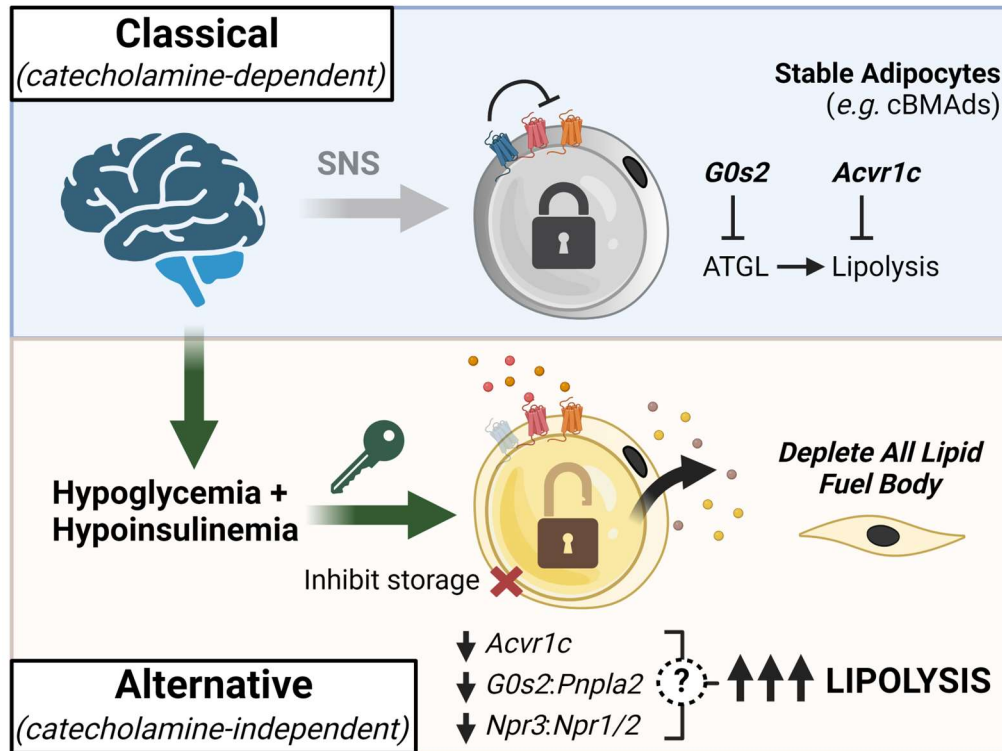 Classical
(catecholamine-dependent)
SNS
Stable Adipocytes
(e.g. cBMAds)
G0s2
Acvr1c
ATGL
Lipolysis
Hypoglycemia +
Hypoinsulinemia
Inhibit storage
Deplete All Lipid
Fuel Body
Alternative
(catecholamine-independent)
Acvr1c
G0s2:Pnpla2
Npr3:Npr1/2
?
LIPOLYSIS